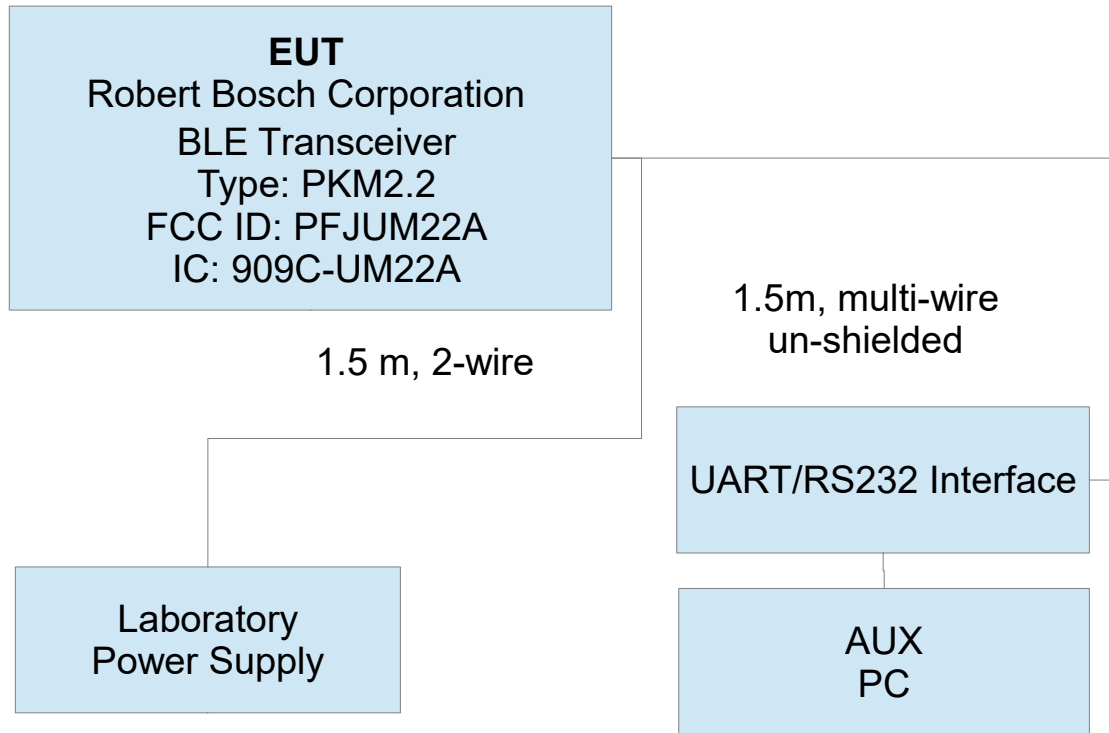 EUT
Robert Bosch Corporation
BLE Transceiver
Type: PKM2.2
FCC ID: PFJUM22A
IC: 909C-UM22A
1.5m, multi-wire
un-shielded
1.5 m, 2-wire
UART/RS232 Interface
Laboratory
Power Supply
AUX
PC